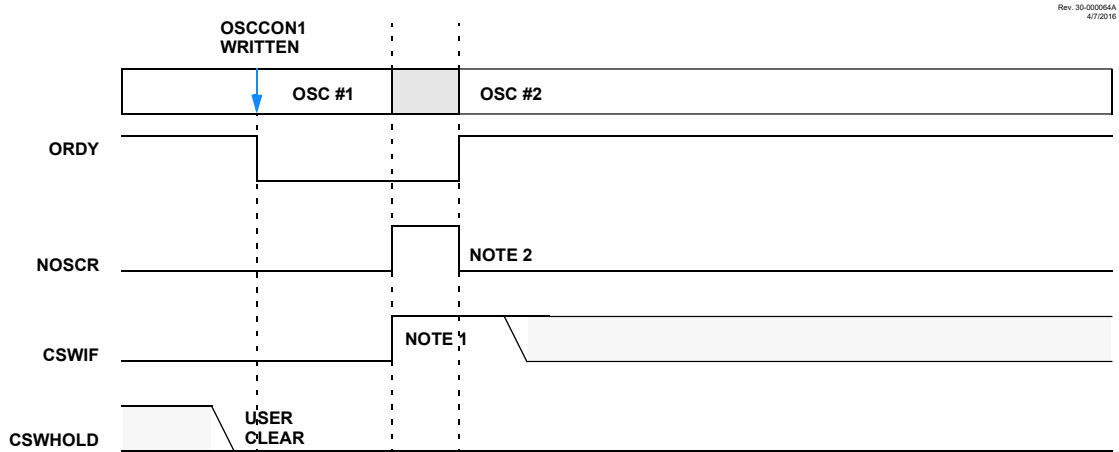 Rev. 30-000064A
4/7/2016
OSCCON1
WRITTEN
OSC #1
OSC #2
ORDY
NOSCR
NOTE 2
CSWIF
NOTE 1
CSWHOLD
USER
CLEAR